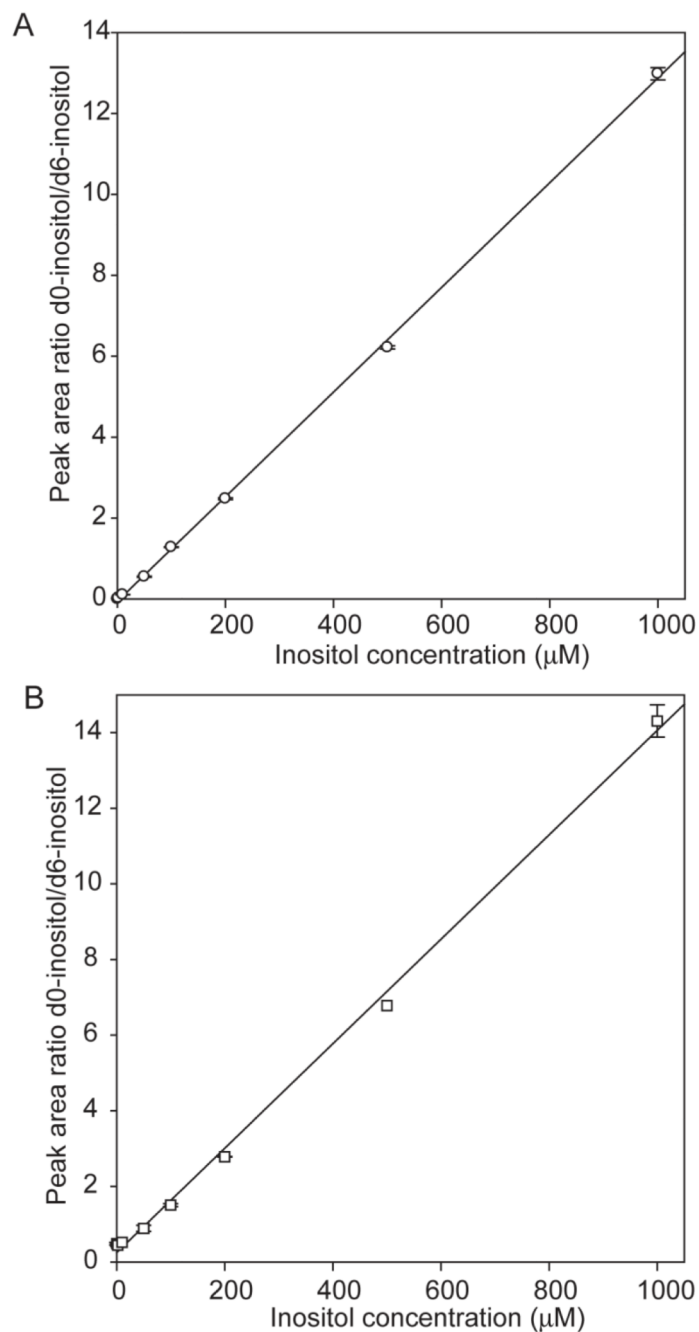 A
14
12
10
8
6
4
2
0
Peak area ratio d0-inositol/d6-inositol
0 200 400 600 800 1000
Inositol concentration (μM)
B
14
12
10
8
6
4
2
0
Peak area ratio d0-inositol/d6-inositol
0 200 400 600 800 1000
Inositol concentration (μM)